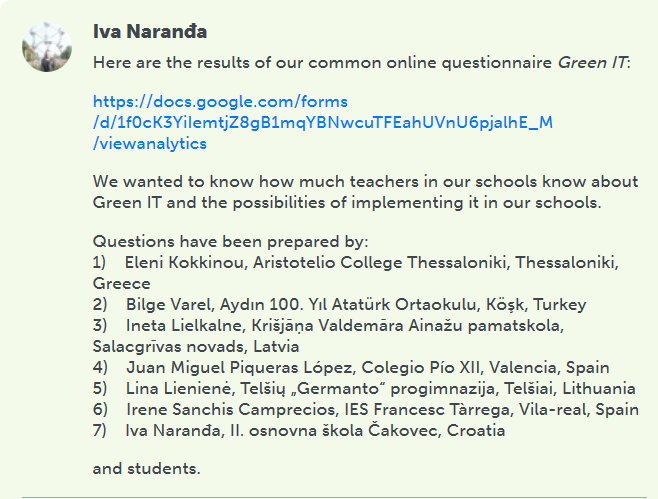 Iva Naranđa
Here are the results of our common online questionnaire Green IT:
https://docs.google.com/forms
/d/1f0cK3YiIemtjZ8gB1mqYBNwcuTFEahUVnU6pjalhE_M
/viewanalytics
We wanted to know how much teachers in our schools know about
Green IT and the possibilities of implementing it in our schools.
Questions have been prepared by:
1) Eleni Kokkinou, Aristotelio College Thessaloniki, Thessaloniki,
Greece
2) Bilge Varel, Aydın 100. Yıl Atatürk Ortaokulu, Köşk, Turkey
3) Ineta Lielkalne, Krišjāņa Valdemāra Ainažu pamatskola,
Salacgrīvas novads, Latvia
4) Juan Miguel Piqueras López, Colegio Pío XII, Valencia, Spain
5) Lina Lienienė, Telšių „Germanto“ progimnazija, Telšiai, Lithuania
6) Irene Sanchis Camprecios, IES Francesc Tàrrega, Vila-real, Spain
7) Iva Naranđa, II. osnovna škola Čakovec, Croatia
and students.